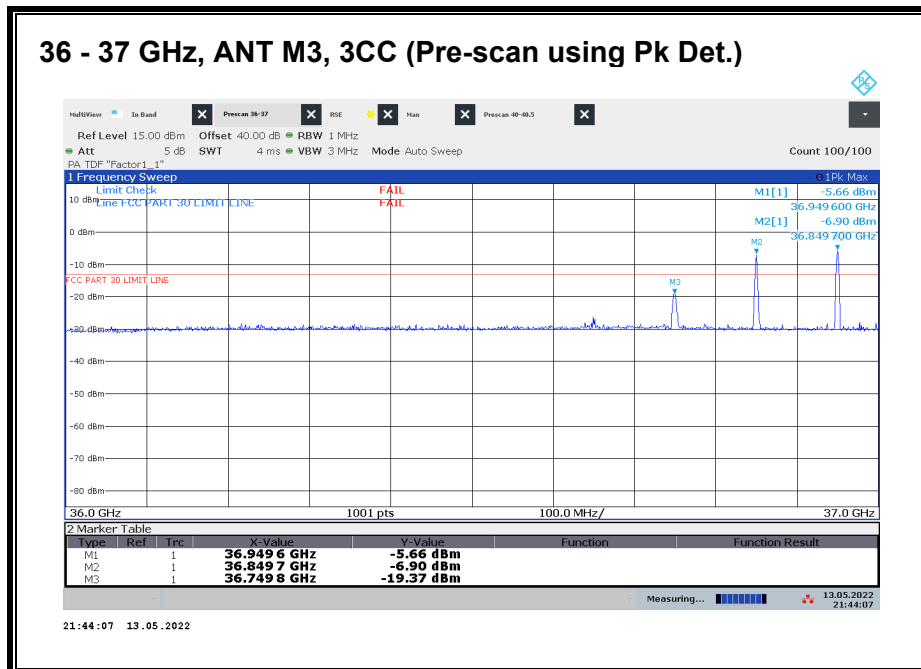 36 - 37 GHz, ANT M3, 3CC (Pre-scan using Pk Det.)
R&S
MultiView In Band X Prescan 36-37 X RSE X Man X Prescan 40-40.5 X
Ref Level 15.00 dBm Offset 40.00 dB RBW 1 MHz
Att 5 dB SWT 4 ms VBW 3 MHz Mode Auto Sweep Count 100/100
PA TDF "Factor1_1"
1 Frequency Sweep 1Pk Max
Limit Check FAIL M1[1] -5.66 dBm
10 dBm Line FCC PART 30 LIMIT LINE FAIL 36.949 600 GHz
M2[1] -6.90 dBm
0 dBm 36.849 700 GHz
M2
-10 dBm
FCC PART 30 LIMIT LINE M3
-20 dBm
-30 dBm
-40 dBm
-50 dBm
-60 dBm
-70 dBm
-80 dBm
36.0 GHz 1001 pts 100.0 MHz/ 37.0 GHz
2 Marker Table
Type Ref Trc X-Value Y-Value Function Function Result
M1 1 36.949 6 GHz -5.66 dBm
M2 1 36.849 7 GHz -6.90 dBm
M3 1 36.749 8 GHz -19.37 dBm
Measuring... 13.05.2022
21:44:07
21:44:07 13.05.2022